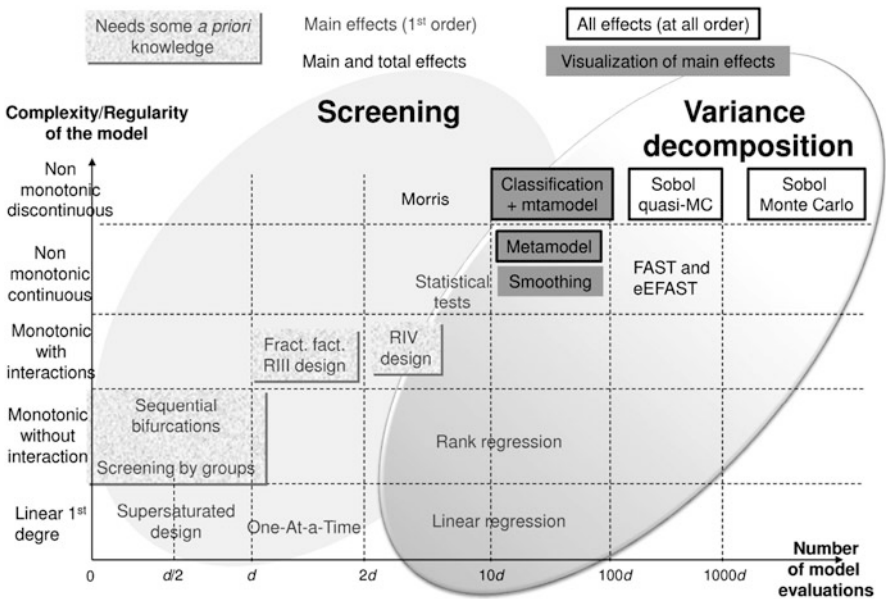 Needs some a priori
knowledge
Main effects (1st order)
Main and total effects
All effects (at all order)
Visualization of main effects
Complexity/Regularity
of the model
Screening
Variance
decomposition
Non
monotonic
discontinuous
Morris
Classification
+ mtamodel
Sobol
quasi-MC
Sobol
Monte Carlo
Non
monotonic
continuous
Metamodel
Statistical
tests
Smoothing
FAST and
eEFAST
Monotonic
with
interactions
Fract. fact.
RIII design
RIV
design
Monotonic
without
interaction
Sequential
bifurcations
Screening by groups
Rank regression
Linear 1st
degre
Supersaturated
design
One-At-a-Time
Linear regression
0
d/2
d
2d
10d
100d
1000d
Number
of model
evaluations